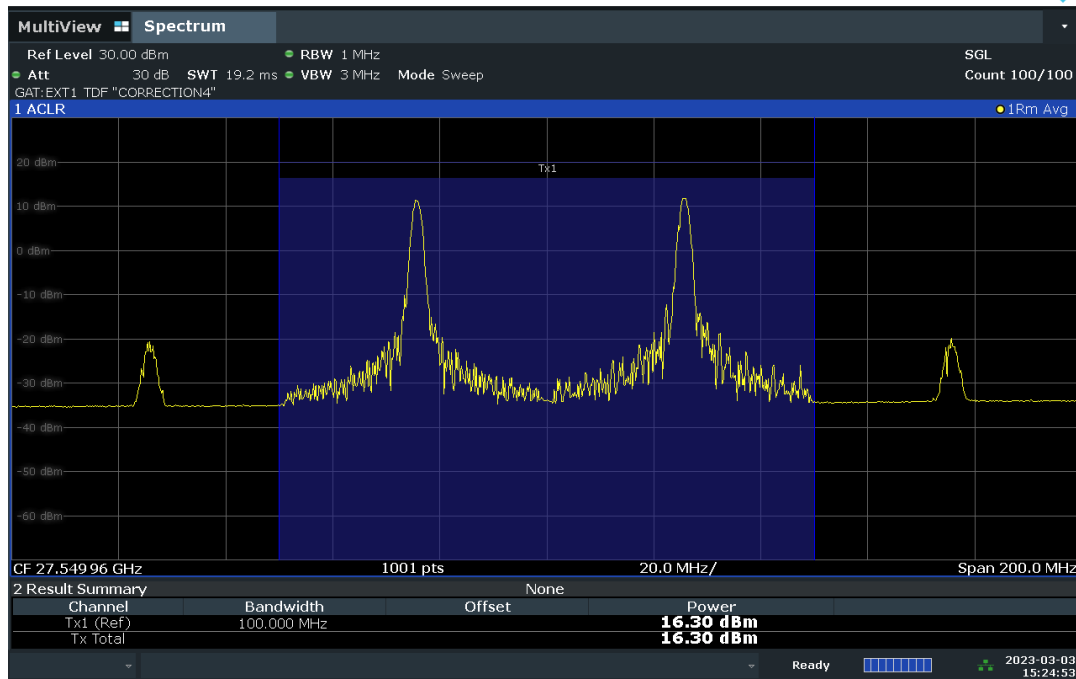 MultiView Spectrum
Ref Level 30.00 dBm RBW 1 MHz SGL
Att 30 dB SWT 19.2 ms VBW 3 MHz Mode Sweep Count 100/100
GAT:EXT1 TDF "CORRECTION4"
1 ACLR 1Rm Avg
20 dBm
Tx1
10 dBm
0 dBm
-10 dBm
-20 dBm
-30 dBm
-40 dBm
-50 dBm
-60 dBm
CF 27.54996 GHz 1001 pts 20.0 MHz/ Span 200.0 MHz
2 Result Summary None
Channel Bandwidth Offset Power
Tx1 (Ref) 100.000 MHz 16.30 dBm
Tx Total 16.30 dBm
Ready 2023-03-03
15:24:53